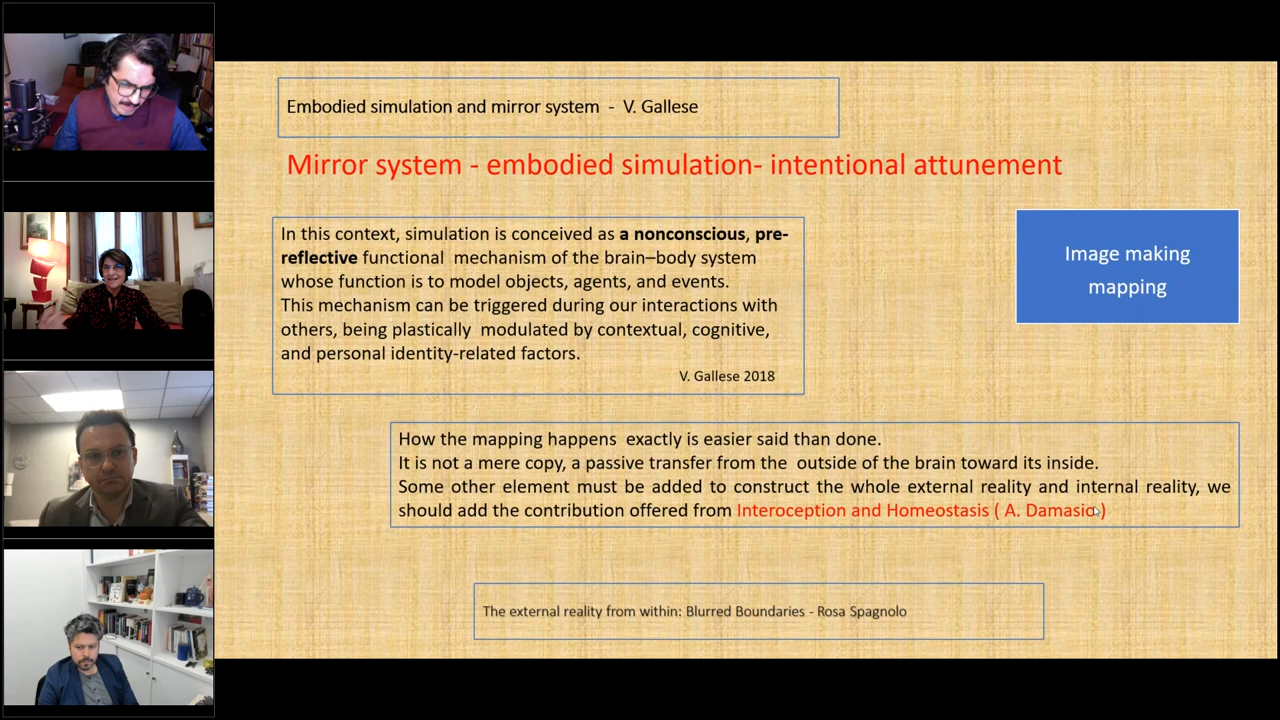 Embodied simulation and mirror system - V. Gallese
Mirror system - embodied simulation- intentional attunement
In this context, simulation is conceived as a nonconscious, pre-
reflective functional mechanism of the brain–body system
whose function is to model objects, agents, and events.
This mechanism can be triggered during our interactions with
others, being plastically modulated by contextual, cognitive,
and personal identity-related factors.
V. Gallese 2018
Image making
mapping
How the mapping happens exactly is easier said than done.
It is not a mere copy, a passive transfer from the outside of the brain toward its inside.
Some other element must be added to construct the whole external reality and internal reality, we
should add the contribution offered from Interoception and Homeostasis ( A. Damasio )
The external reality from within: Blurred Boundaries - Rosa Spagnolo